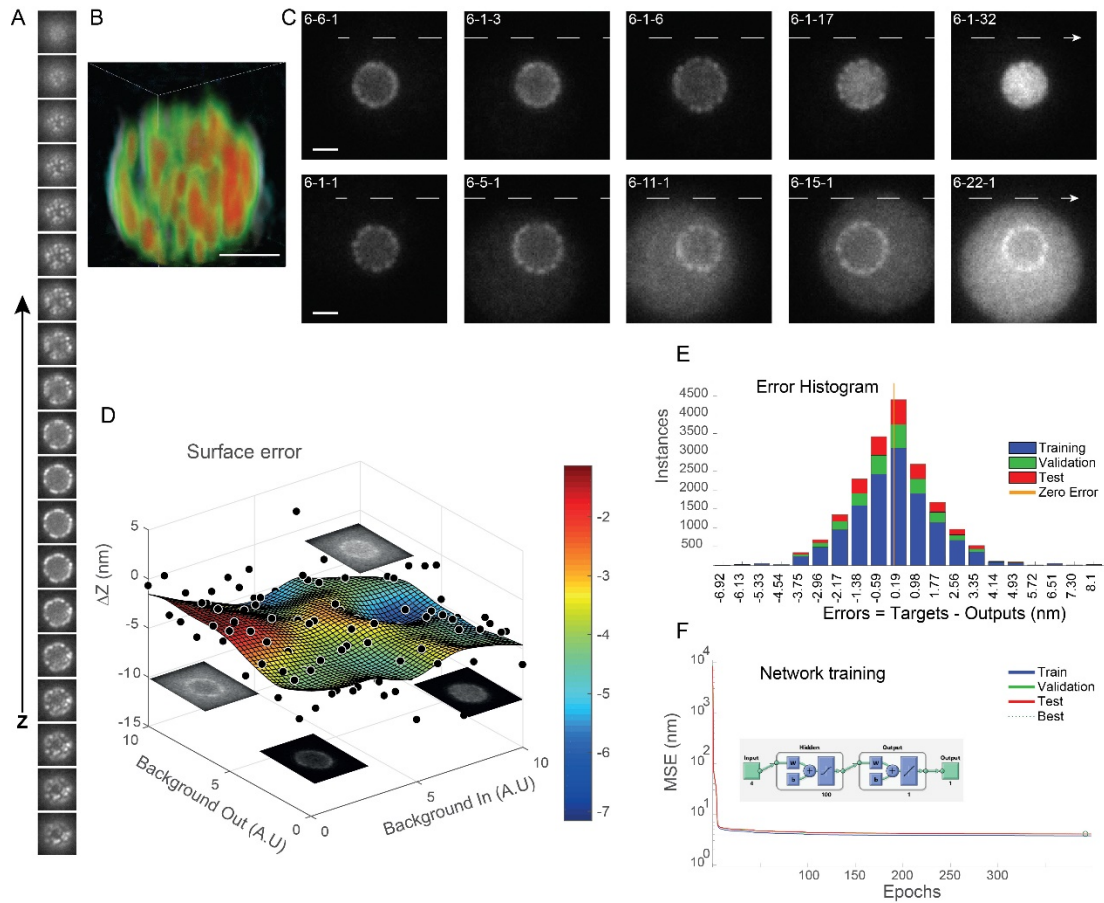 A
B
C
6-6-1
6-1-3
6-1-6
6-1-17
6-1-32
6-1-1
6-5-1
6-11-1
6-15-1
6-22-1
Z
D
Surface error
5
0
-5
-10
-15
ΔZ (nm)
10
5
0
Background Out (A.U)
0
5
10
Background In (A.U)
-2
-3
-4
-5
-6
-7
E
Error Histogram
Instances
4500
4000
3500
3000
2500
2000
1500
1000
500
Training
Validation
Test
Zero Error
-6.92
-6.13
-5.33
-4.54
-3.75
-2.96
-2.17
-1.38
-0.59
0.19
0.98
1.77
2.56
3.35
4.14
4.93
5.72
6.51
7.30
8.1
Errors = Targets - Outputs (nm)
F
Network training
MSE (nm)
10⁴
10³
10²
10¹
10⁰
Train
Validation
Test
Best
Hidden
Output
Input
W
b
+
W
b
+
Output
4
100
1
1
100
150
200
250
300
Epochs